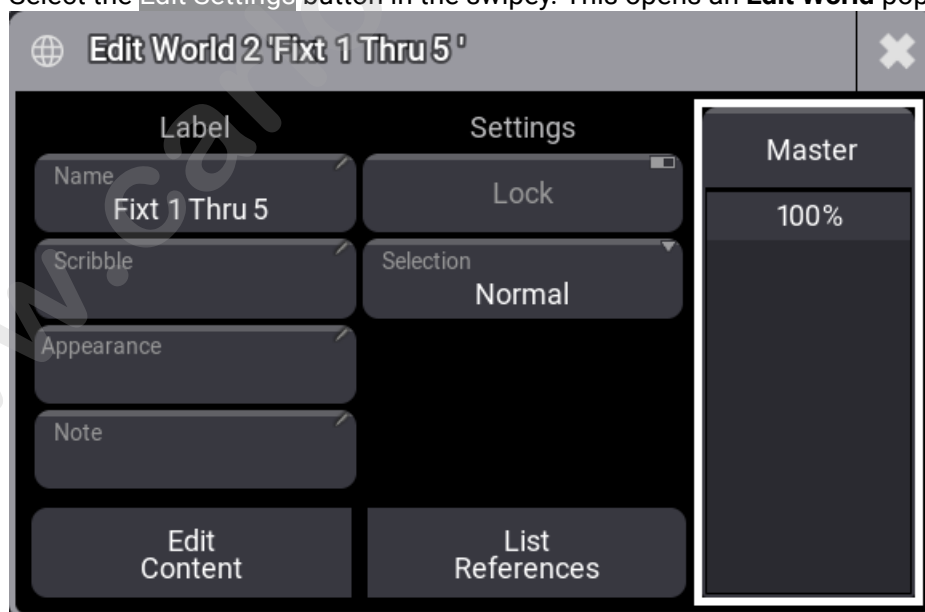 Select the Edit Settings button in the swipey. This opens an Edit World pop
Edit World 2 'Fixt 1 Thru 5 '
Label
Settings
Master
Name
Fixt 1 Thru 5
Lock
100%
Scribble
Selection
Normal
Appearance
Note
Edit
Content
List
References